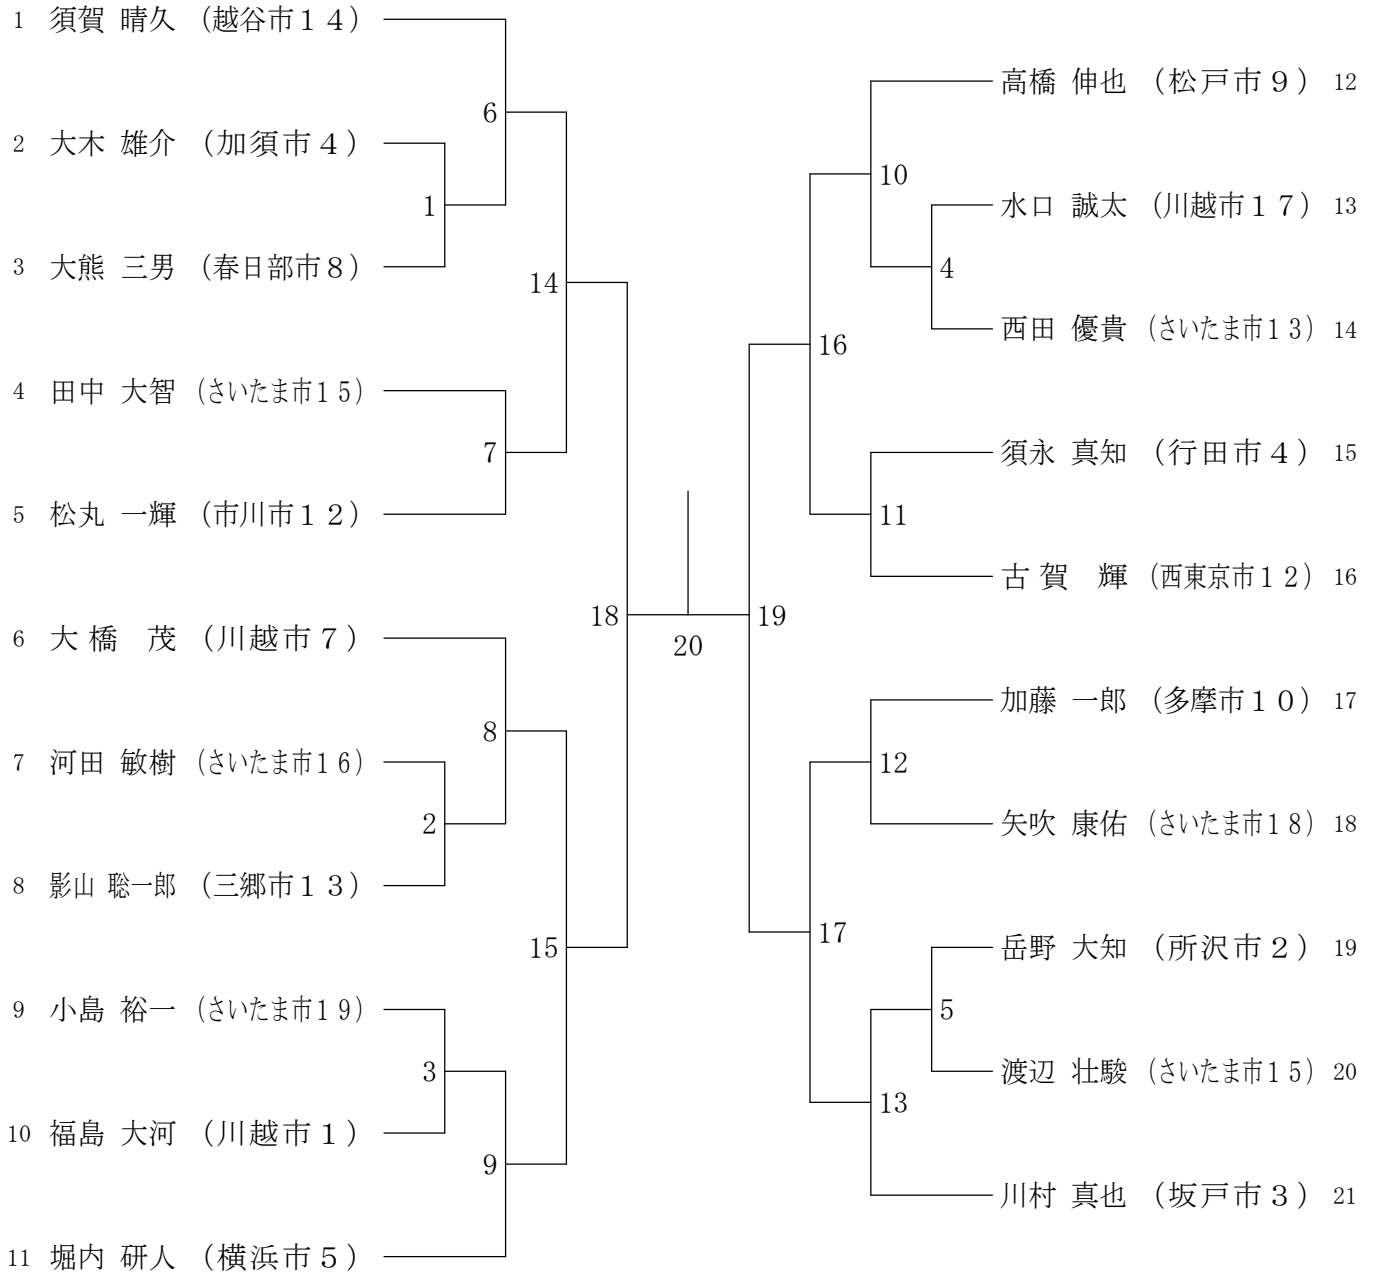 1 須賀 晴久 (越谷市１４)
2 大木 雄介 (加須市４)
3 大熊 三男 (春日部市８)
4 田中 大智 (さいたま市１５)
5 松丸 一輝 (市川市１２)
6 大橋 茂 (川越市７)
7 河田 敏樹 (さいたま市１６)
8 影山 聡一郎 (三郷市１３)
9 小島 裕一 (さいたま市１９)
10 福島 大河 (川越市１)
11 堀内 研人 (横浜市５)
6
1
14
7
8
2
15
3
9
18
20
19
高橋 伸也 (松戸市９) 12
水口 誠太 (川越市１７) 13
西田 優貴 (さいたま市１３) 14
須永 真知 (行田市４) 15
古賀 輝 (西東京市１２) 16
加藤 一郎 (多摩市１０) 17
矢吹 康佑 (さいたま市１８) 18
岳野 大知 (所沢市２) 19
渡辺 壮駿 (さいたま市１５) 20
川村 真也 (坂戸市３) 21
10
4
16
11
12
17
5
13